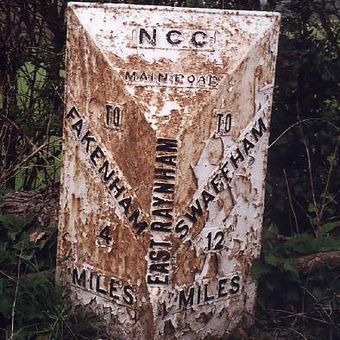 NCC
MAIN ROAD
TO
FAKENHAM
4
MILES
EAST RAYNHAM
TO
SWAFFHAM
12
MILES